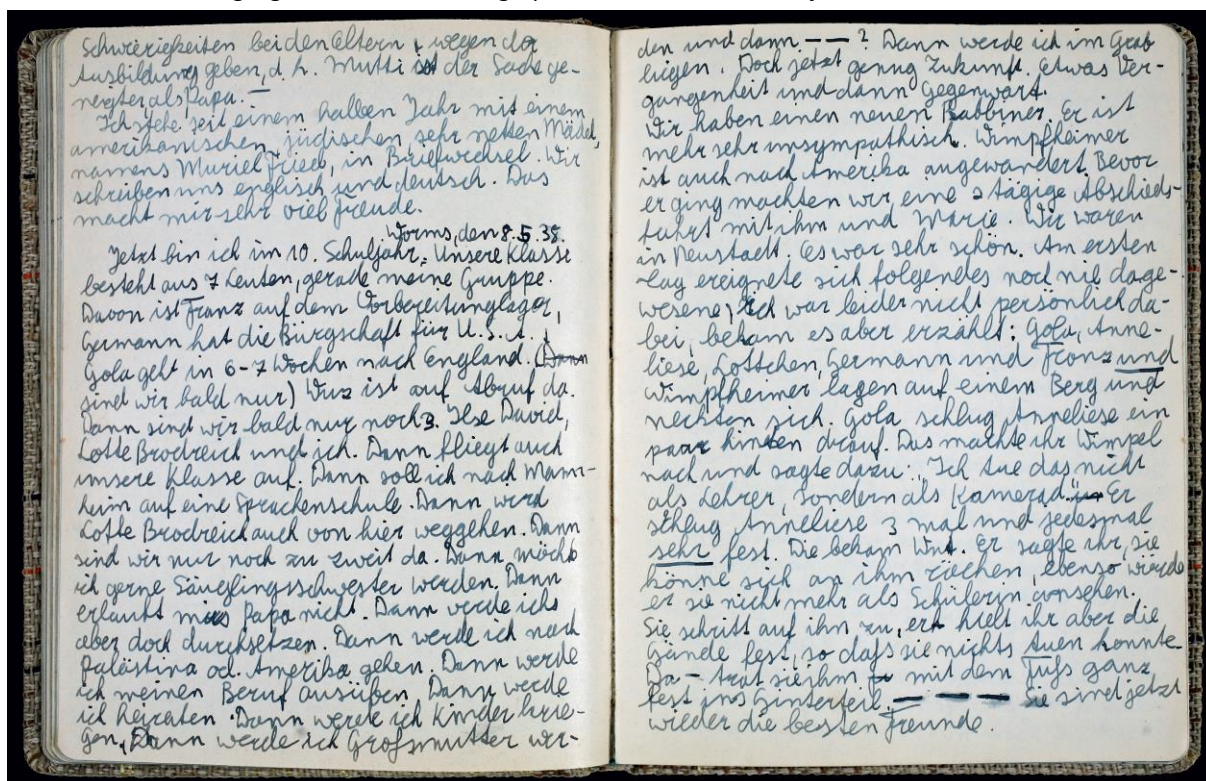 Schwierigkeiten bei den Eltern wegen der
Ausbildung geben, d. h. Mutti ist der Sache ge-
neigter als Papa. —
Ich stehe seit einem halben Jahr mit einem
amerikanischen, jüdischen, sehr netten Mädel,
namens Muriel Fried, in Briefwechsel. Wir
schreiben uns englisch und deutsch. Das
macht mir sehr viel Freude.
Worms, den 8.5.38.
Jetzt bin ich im 10. Schuljahr. Unsere Klasse
besteht aus 7 Leuten, gerade meine Gruppe.
Davon ist Franz auf dem Vorbereitunglager,
Germann hat die Bürgschaft für U.S.A.,
Gola geht in 6-7 Wochen nach England. (Dann
sind wir bald nur) Wuz ist auf Abruf da.
Dann sind wir bald nur noch 3. Ilse David,
Lotte Brodreich und ich. Dann fliegt auch
unsere Klasse auf. Dann soll ich nach Mann-
heim auf eine Sprachenschule. Dann wird
Lotte Brodreich auch von hier weggehen. Dann
sind wir nur noch zu zweit da. Dann möcht
ich gerne Säuglingsschwester werden. Dann
erlaubt mirs Papa nicht. Dann werde ichs
aber doch durchsetzen. Dann werde ich nach
Palästina od. Amerika gehen. Dann werde
ich meinen Beruf ausüben, Dann werde
ich heiraten. Dann werde ich Kinder krie-
gen, Dann werde ich Großmutter wer-
den und dann — — ? Dann werde ich im Grab
liegen. Doch jetzt genug Zukunft. Etwas Ver-
gangenheit und dann Gegenwart.
Wir haben einen neuen Rabbiner. Er ist
mehr sehr unsympathisch. Wimpfheimer
ist auch nach Amerika ausgewandert. Bevor
er ging machten wir eine 2 tägige Abschieds-
fahrt mit ihm und Marie. Wir waren
in Neustadt. Es war sehr schön. Am ersten
Tag ereignete sich folgendes noch nie dage-
wesene; Ich war leider nicht persönlich da-
bei, bekam es aber erzählt: Gola, Anne-
liese, Lottchen, Germann und Franz und
Wimpfheimer lagen auf einem Berg und
neckten sich. Gola schlug Anneliese ein
paar hinten drauf. Das machte ihr Wimpel
nach und sagte dazu: "Ich tue das nicht
als Lehrer, sondern als Kamerad." Er
schlug Anneliese 3 mal und jedesmal
sehr fest. Die bekam Wut. Er sagte ihr, sie
könne sich an ihm rächen, ebenso würde
er sie nicht mehr als Schülerin ansehen.
Sie schritt auf ihn zu, er hielt ihr aber die
Hände fest, so daß sie nichts tuen konnte.
Da — trat sie ihm mit dem Fuß ganz
fest ins Hinterteil. — — — — Sie sind jetzt
wieder die besten Freunde.